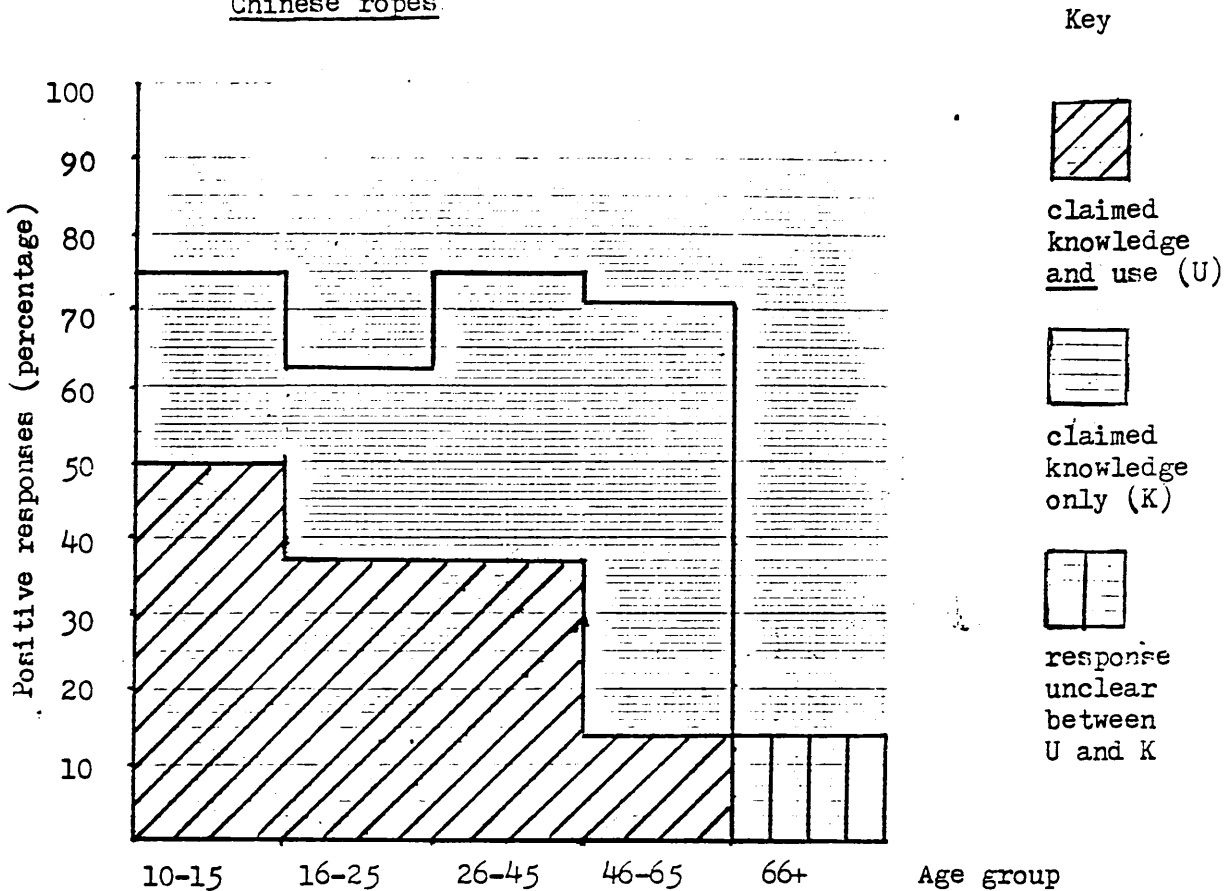 Chinese ropes
Key
100
90
80
70
60
50
40
30
20
10
Positive responses (percentage)
10-15 16-25 26-45 46-65 66+ Age group
claimed
knowledge
and use (U)
claimed
knowledge
only (K)
response
unclear
between
U and K